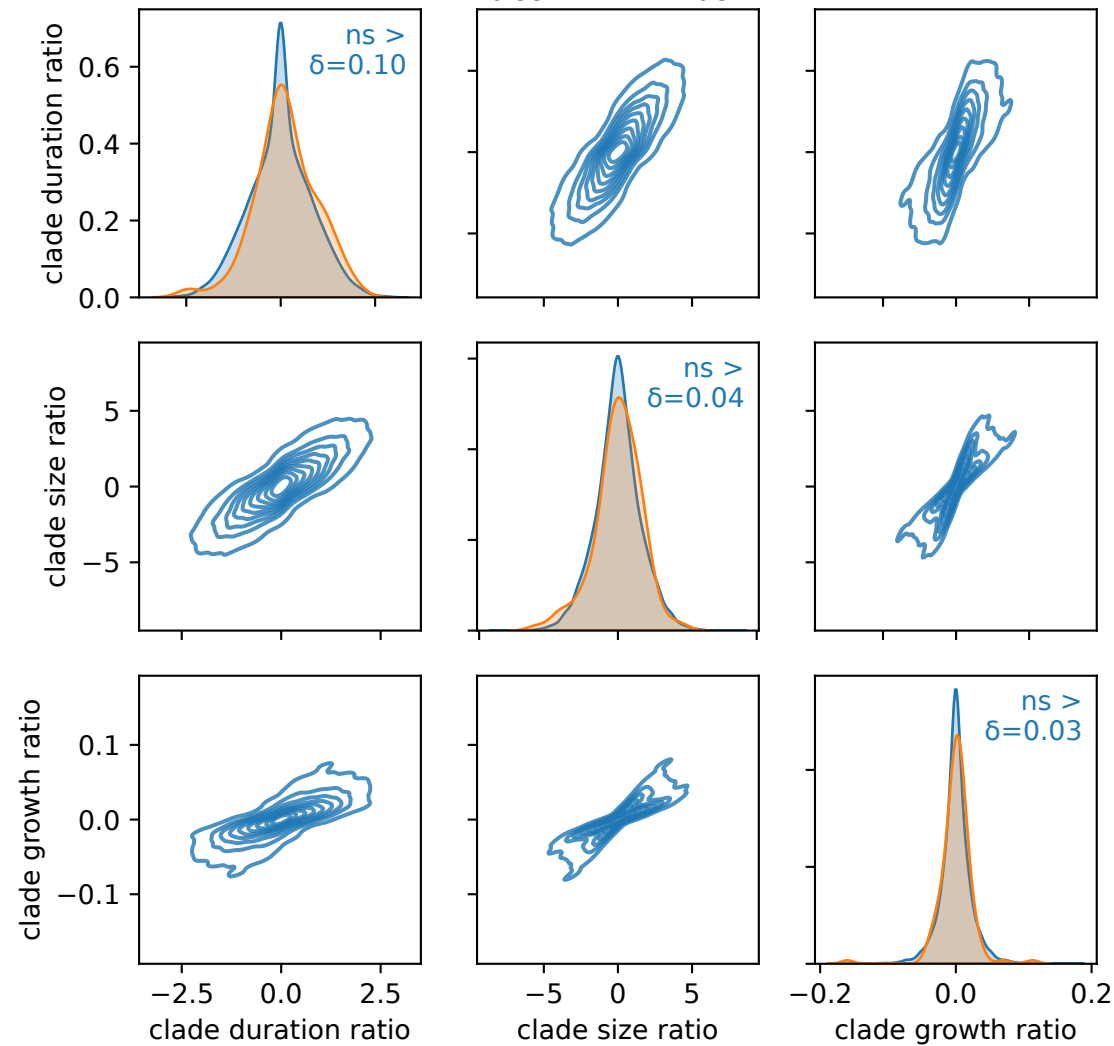 clade duration ratio
0.6
0.4
0.2
0.0
ns >
δ=0.10
clade size ratio
5
0
−5
ns >
δ=0.04
clade growth ratio
0.1
0.0
−0.1
ns >
δ=0.03
−2.5 0.0 2.5
−5 0 5
−0.2 0.0 0.2
clade duration ratio
clade size ratio
clade growth ratio